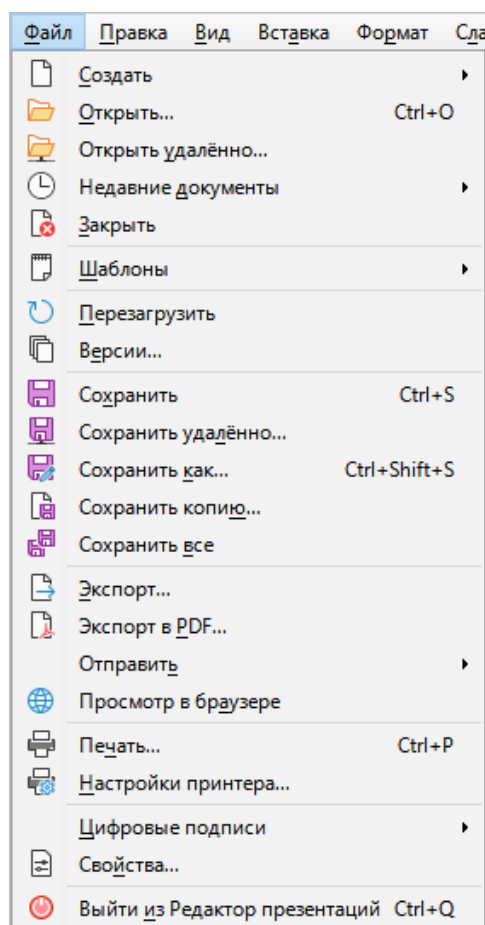 Файл Правка Вид Вставка Формат Сла
Создать
Открыть... Ctrl+O
Открыть удалённо...
Недавние документы
Закрыть
Шаблоны
Перезагрузить
Версии...
Сохранить Ctrl+S
Сохранить удалённо...
Сохранить как... Ctrl+Shift+S
Сохранить копию...
Сохранить все
Экспорт...
Экспорт в PDF...
Отправить
Просмотр в браузере
Печать... Ctrl+P
Настройки принтера...
Цифровые подписи
Свойства...
Выйти из Редактор презентаций Ctrl+Q